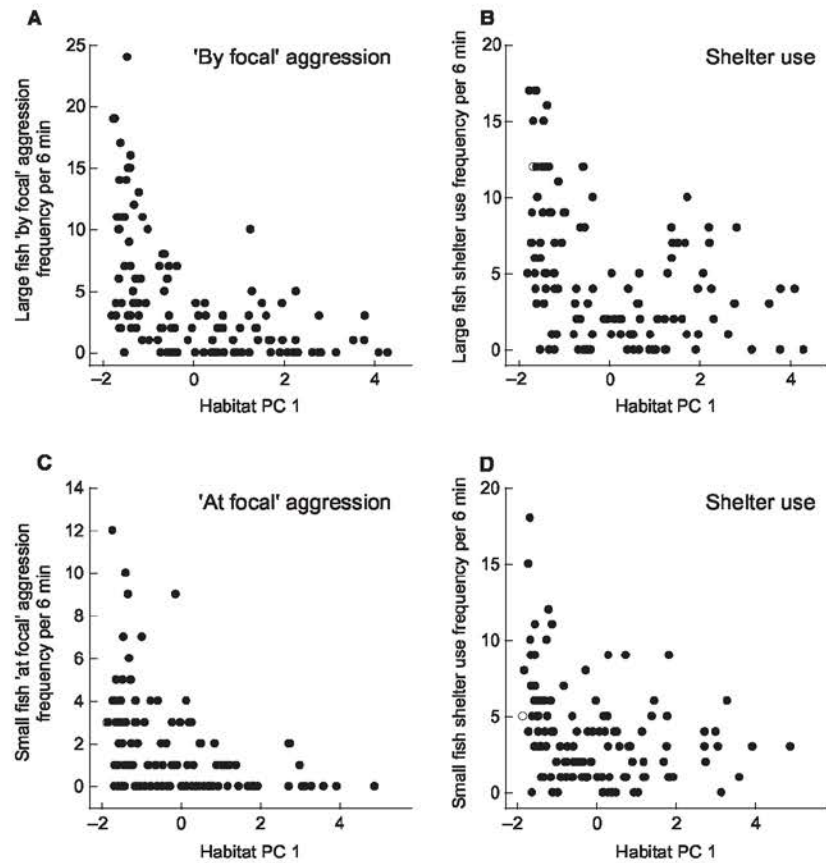 A
'By focal' aggression
Large fish 'by focal' aggression
frequency per 6 min
25
20
15
10
5
0
−2
0
2
4
Habitat PC 1
B
Shelter use
Large fish shelter use frequency per 6 min
20
15
10
5
0
−2
0
2
4
Habitat PC 1
C
'At focal' aggression
Small fish 'at focal' aggression
frequency per 6 min
14
12
10
8
6
4
2
0
−2
0
2
4
Habitat PC 1
D
Shelter use
Small fish shelter use frequency per 6 min
20
15
10
5
0
−2
0
2
4
Habitat PC 1